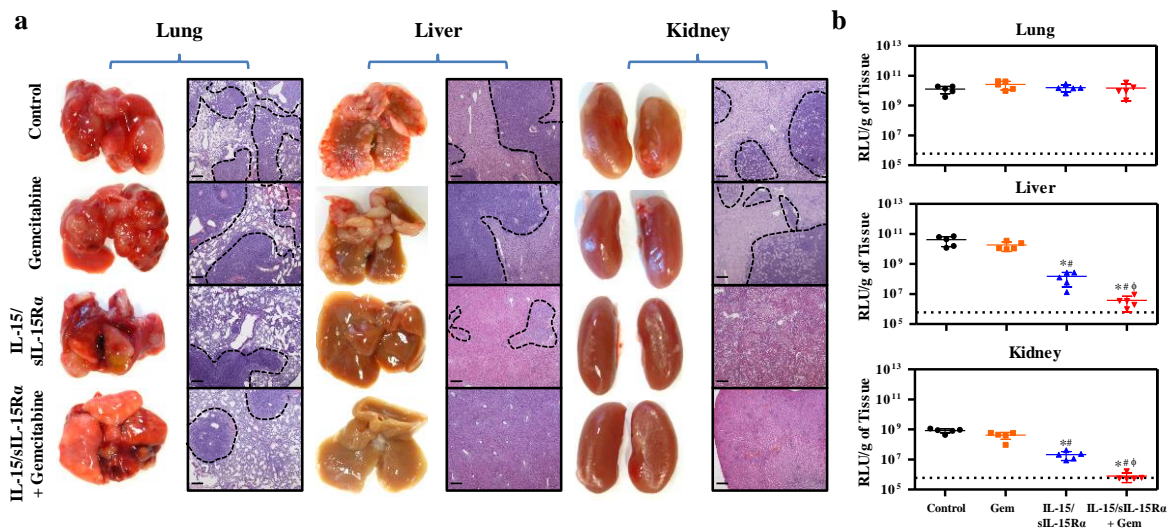 a
Lung
Liver
Kidney
Control
Gemcitabine
IL-15/
sIL-15Rα
IL-15/sIL-15Rα
+ Gemcitabine
b
Lung
RLU/g of Tissue
10¹³
10¹¹
10⁹
10⁷
10⁵
Liver
RLU/g of Tissue
10¹³
10¹¹
10⁹
10⁷
10⁵
*#
*#ϕ
Kidney
RLU/g of Tissue
10¹³
10¹¹
10⁹
10⁷
10⁵
*#
*#ϕ
Control
Gem
IL-15/
sIL-15Rα
IL-15/sIL-15Rα
+ Gem